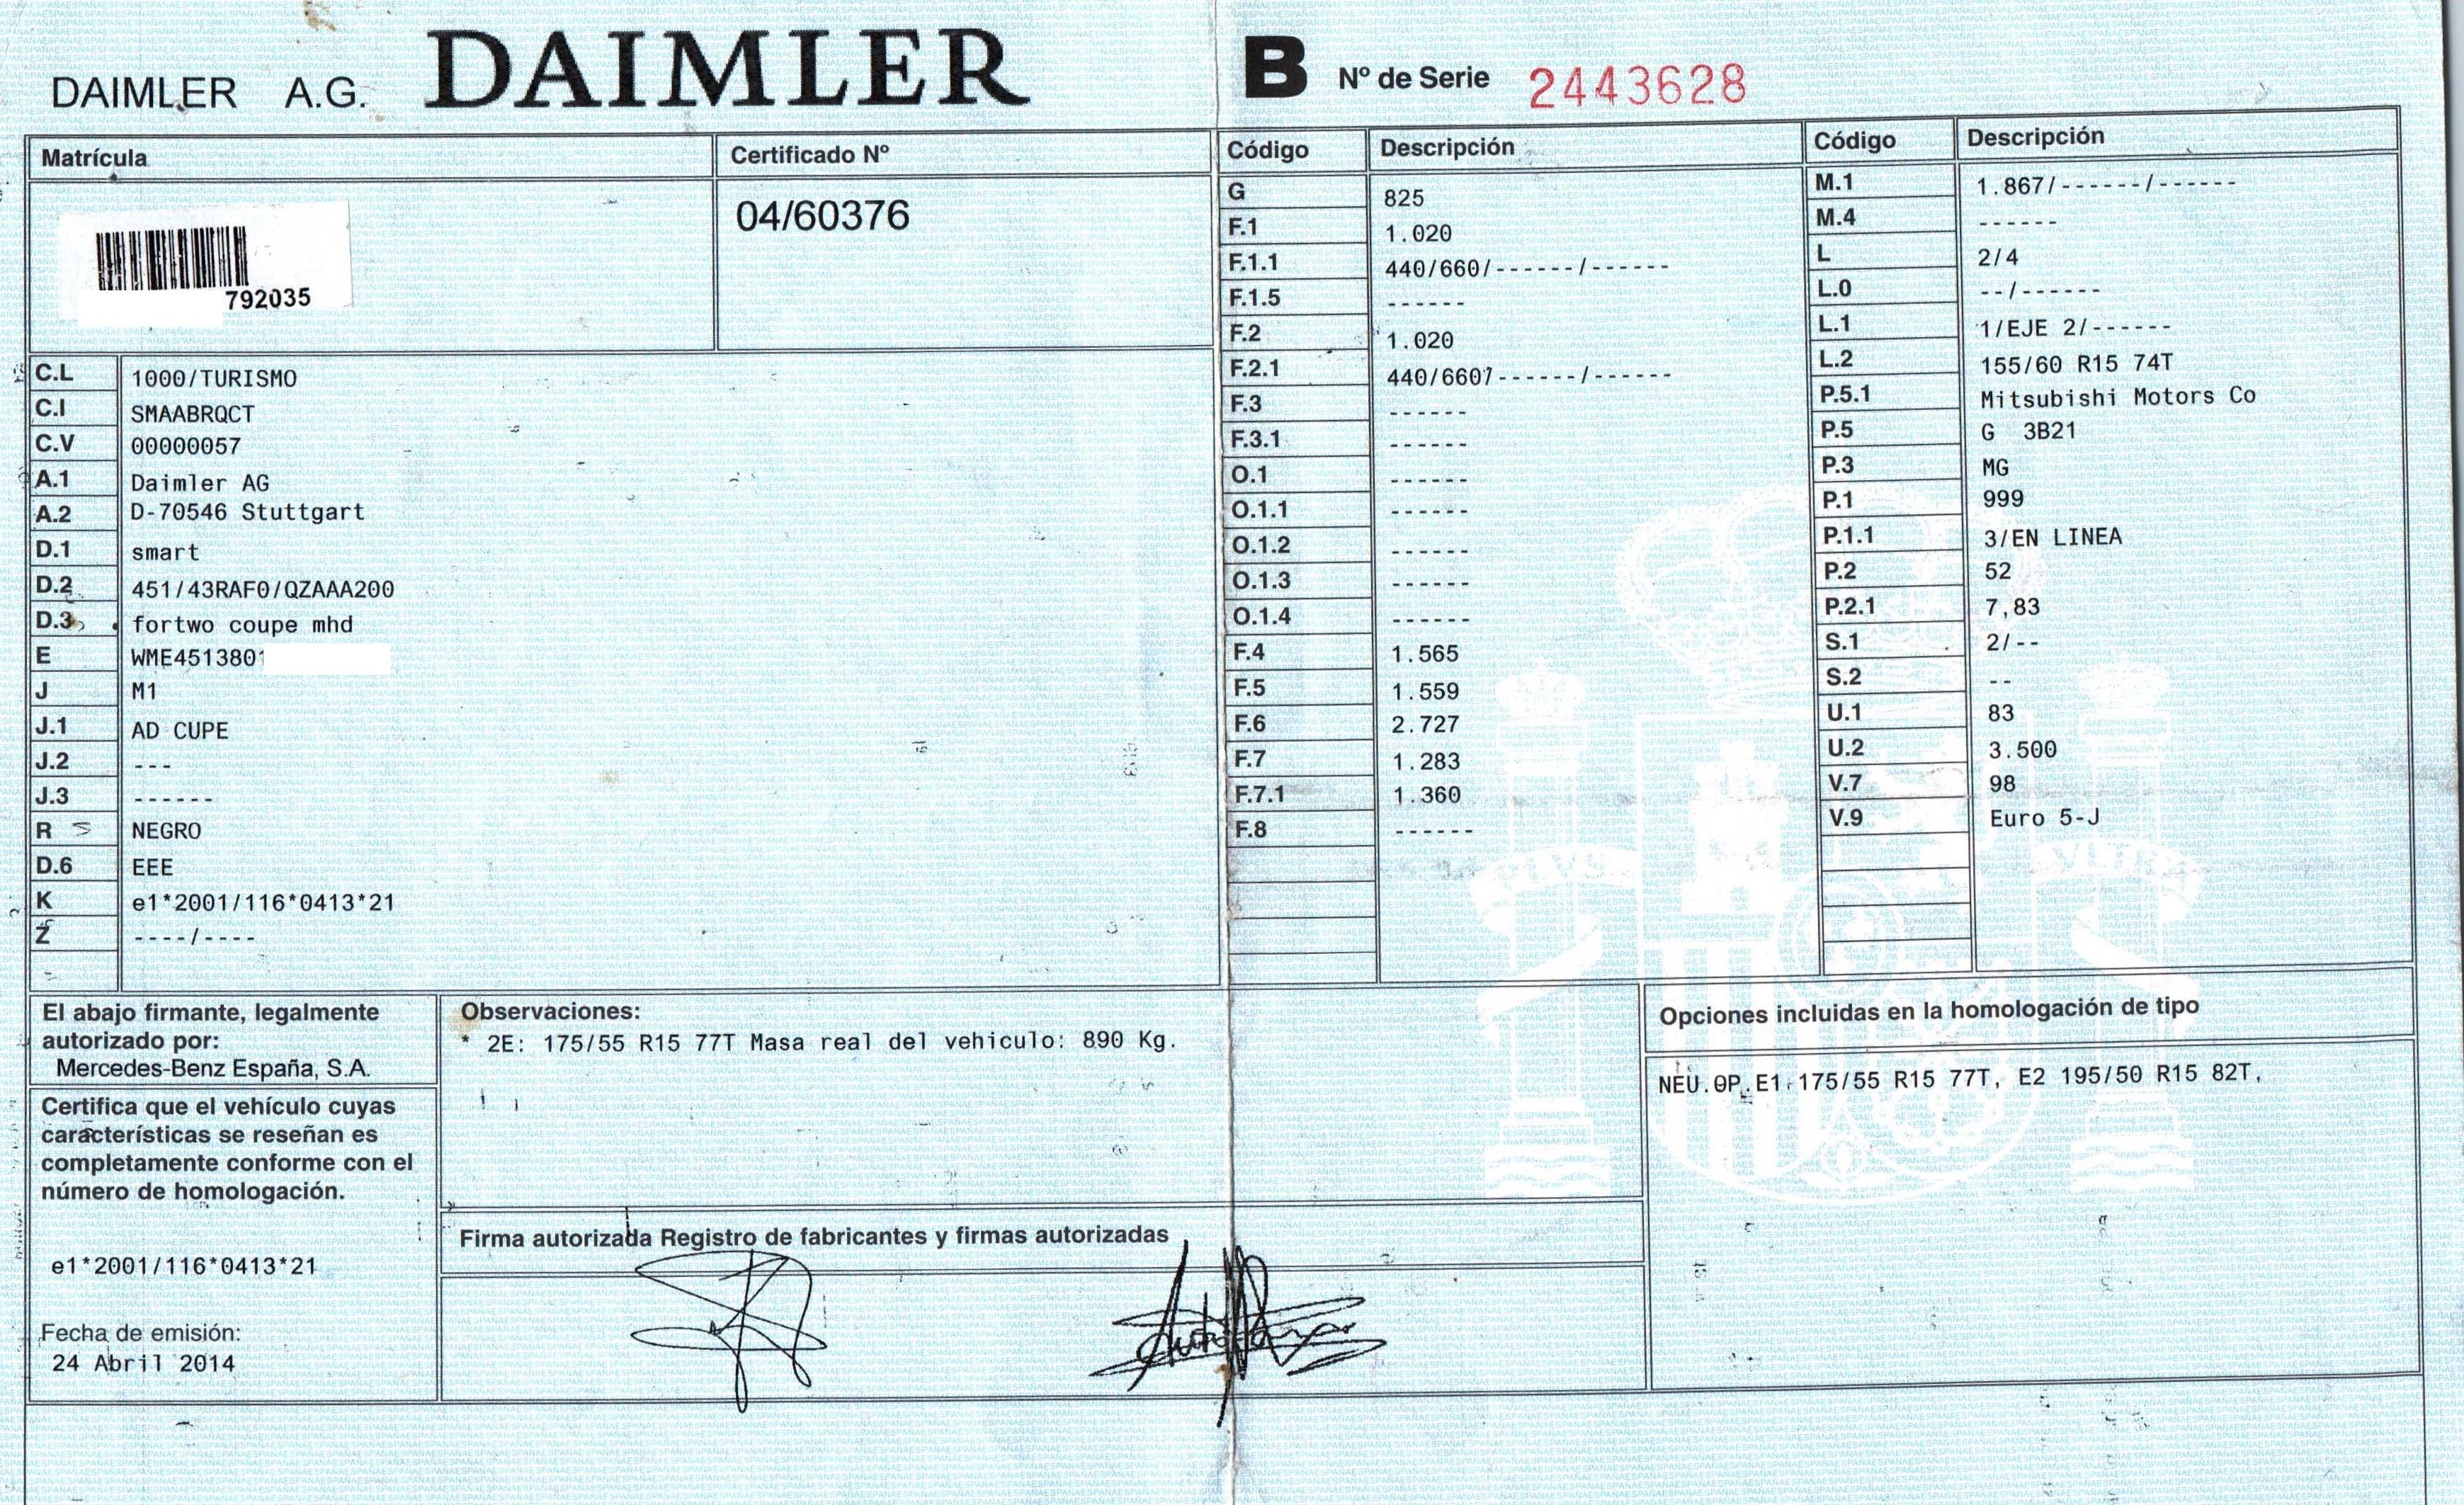 DAIMLER A.G. DAIMLER
B Nº de Serie 2443628
Matrícula
Certificado Nº
792035
04/60376
C.L 1000/TURISMO
C.I SMAABRQCT
C.V 00000057
A.1 Daimler AG
A.2 D-70546 Stuttgart
D.1 smart
D.2 451/43RAF0/QZAAA200
D.3 fortwo coupe mhd
E WME4513801
J M1
J.1 AD CUPE
J.2 ---
J.3 ------
R NEGRO
D.6 EEE
K e1*2001/116*0413*21
Z ----/----
Código Descripción
G 825
F.1 1.020
F.1.1 440/660/------/------
F.1.5 ------
F.2 1.020
F.2.1 440/660/------/------
F.3 ------
F.3.1 ------
O.1 ------
O.1.1 ------
O.1.2 ------
O.1.3 ------
O.1.4 ------
F.4 1.565
F.5 1.559
F.6 2.727
F.7 1.283
F.7.1 1.360
F.8 ------
Código Descripción
M.1 1.867/------/------
M.4 ------
L 2/4
L.0 --/------
L.1 1/EJE 2/------
L.2 155/60 R15 74T
P.5.1 Mitsubishi Motors Co
P.5 G 3B21
P.3 MG
P.1 999
P.1.1 3/EN LINEA
P.2 52
P.2.1 7,83
S.1 2/--
S.2 --
U.1 83
U.2 3.500
V.7 98
V.9 Euro 5-J
El abajo firmante, legalmente
autorizado por:
Mercedes-Benz España, S.A.
Certifica que el vehículo cuyas
características se reseñan es
completamente conforme con el
número de homologación.
e1*2001/116*0413*21
Fecha de emisión:
24 Abril 2014
Observaciones:
* 2E: 175/55 R15 77T Masa real del vehiculo: 890 Kg.
Firma autorizada Registro de fabricantes y firmas autorizadas
Opciones incluidas en la homologación de tipo
NEU.OP.E1 175/55 R15 77T, E2 195/50 R15 82T,